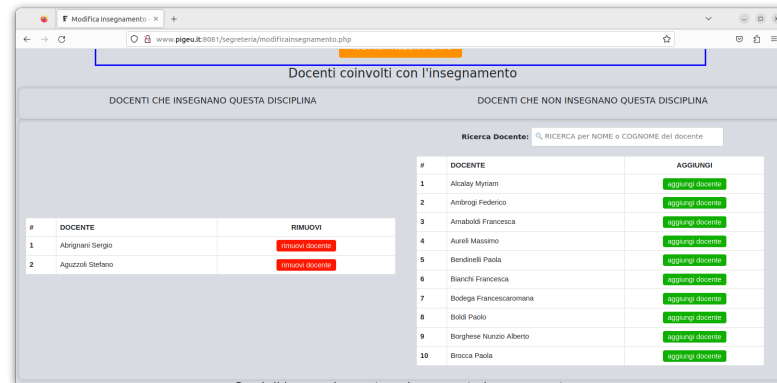 Modifica Insegnamento
www.pigeu.it:8081/segreteria/modificainsegnamento.php
Docenti coinvolti con l'insegnamento
DOCENTI CHE INSEGNANO QUESTA DISCIPLINA
DOCENTI CHE NON INSEGNANO QUESTA DISCIPLINA
Ricerca Docente: RICERCA per NOME o COGNOME del docente
# DOCENTE RIMUOVI
1 Abrignani Sergio rimuovi docente
2 Aguzzoli Stefano rimuovi docente
# DOCENTE AGGIUNGI
1 Alcalay Myriam aggiungi docente
2 Ambrogi Federico aggiungi docente
3 Arnaboldi Francesca aggiungi docente
4 Aureli Massimo aggiungi docente
5 Bendinelli Paola aggiungi docente
6 Bianchi Francesca aggiungi docente
7 Bodega Francescaromana aggiungi docente
8 Boldi Paolo aggiungi docente
9 Borghese Nunzio Alberto aggiungi docente
10 Brocca Paola aggiungi docente